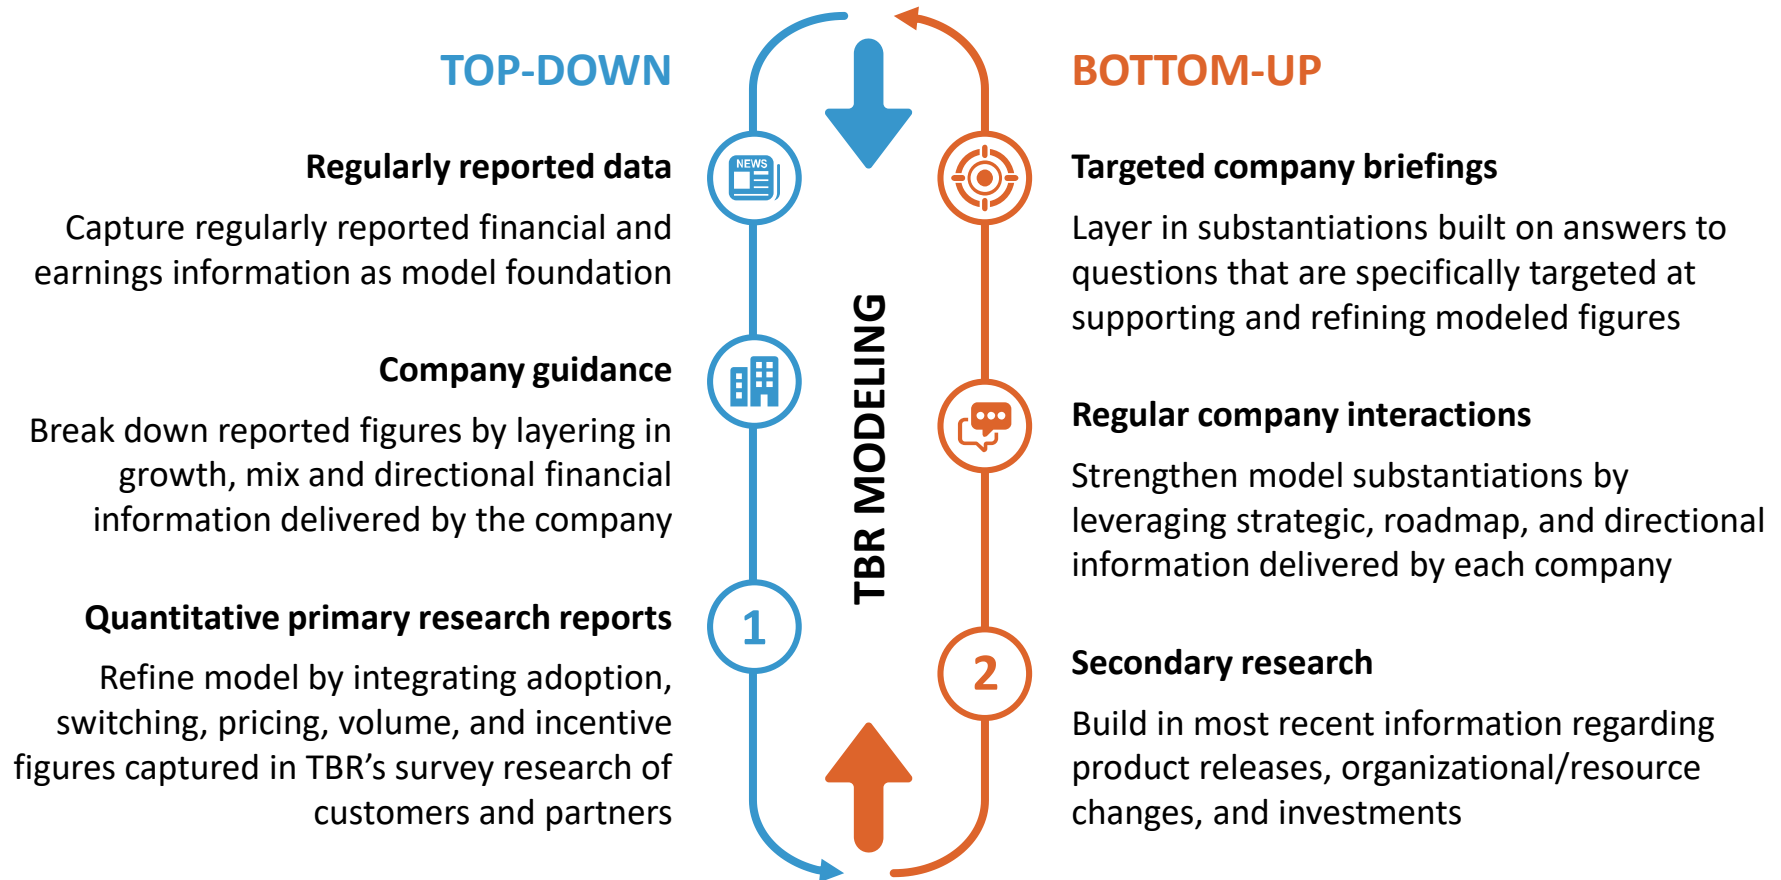 TOP-DOWN
Regularly reported data
NEWS
Capture regularly reported financial and
earnings information as model foundation
Company guidance
Break down reported figures by layering in
growth, mix and directional financial
information delivered by the company
Quantitative primary research reports
1
Refine model by integrating adoption,
switching, pricing, volume, and incentive
figures captured in TBR’s survey research of
customers and partners
TBR MODELING
BOTTOM-UP
Targeted company briefings
Layer in substantiations built on answers to
questions that are specifically targeted at
supporting and refining modeled figures
Regular company interactions
Strengthen model substantiations by
leveraging strategic, roadmap, and directional
information delivered by each company
2
Secondary research
Build in most recent information regarding
product releases, organizational/resource
changes, and investments